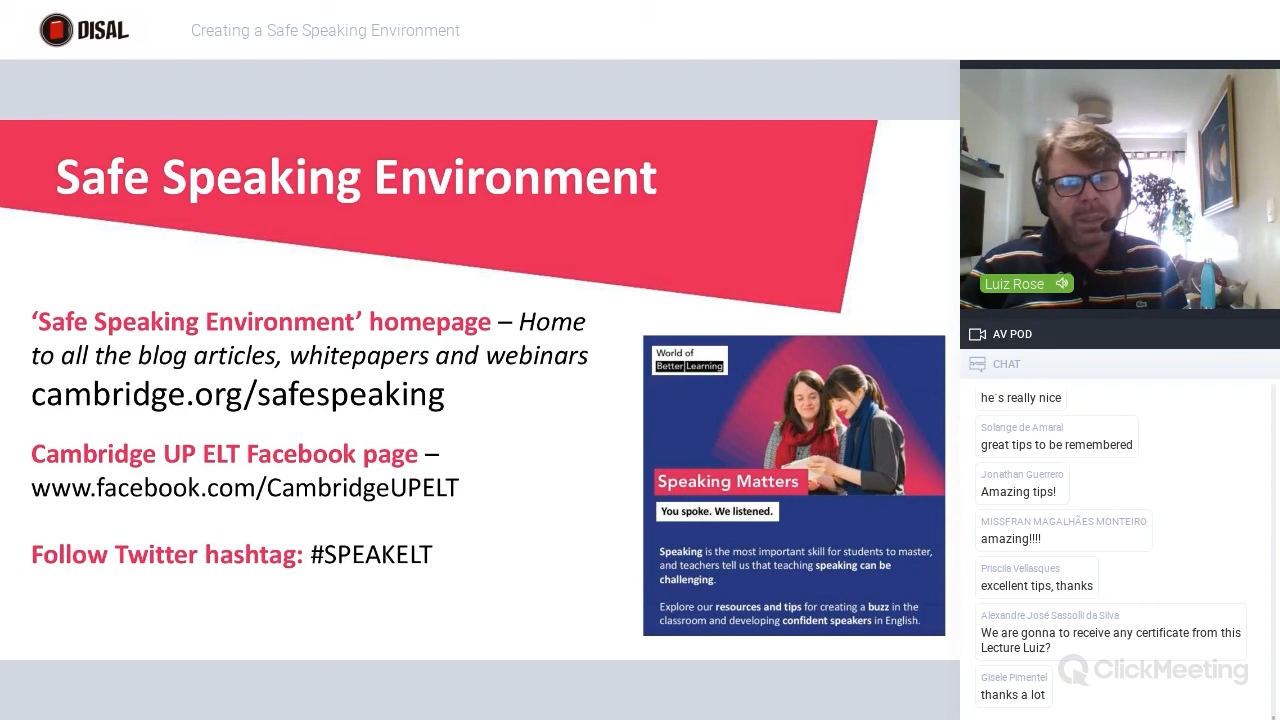 DISAL
Creating a Safe Speaking Environment
Safe Speaking Environment
‘Safe Speaking Environment’ homepage – Home
to all the blog articles, whitepapers and webinars
cambridge.org/safespeaking
Cambridge UP ELT Facebook page –
www.facebook.com/CambridgeUPELT
Follow Twitter hashtag: #SPEAKELT
World of
Better Learning
Speaking Matters
You spoke. We listened.
Speaking is the most important skill for students to master,
and teachers tell us that teaching speaking can be
challenging.
Explore our resources and tips for creating a buzz in the
classroom and developing confident speakers in English.
Luiz Rose
AV POD
CHAT
he`s really nice
Solange de Amaral
great tips to be remembered
Jonathan Guerrero
Amazing tips!
MISSFRAN MAGALHÃES MONTEIRO
amazing!!!!
Priscila Vellasques
excellent tips, thanks
Alexandre José Sassolli da Silva
We are gonna to receive any certificate from this
Lecture Luiz?
Gisele Pimentel
thanks a lot
ClickMeeting